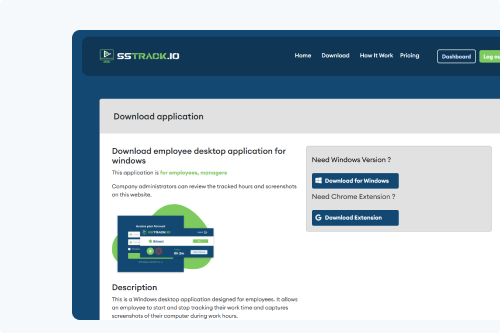 SSTRACK.IO
Home Download How It Work Pricing Dashboard Log ou
Download application
Download employee desktop application for
windows
This application is for employees, managers
Company administrators can review the tracked hours and screenshots
on this website.
Need Windows Version ?
Download for Windows
Need Chrome Extension ?
Download Extension
SSTRACK.IO
Description
This is a Windows desktop application designed for employees. It allows
an employee to start and stop tracking their work time and captures
screenshots of their computer during work hours.